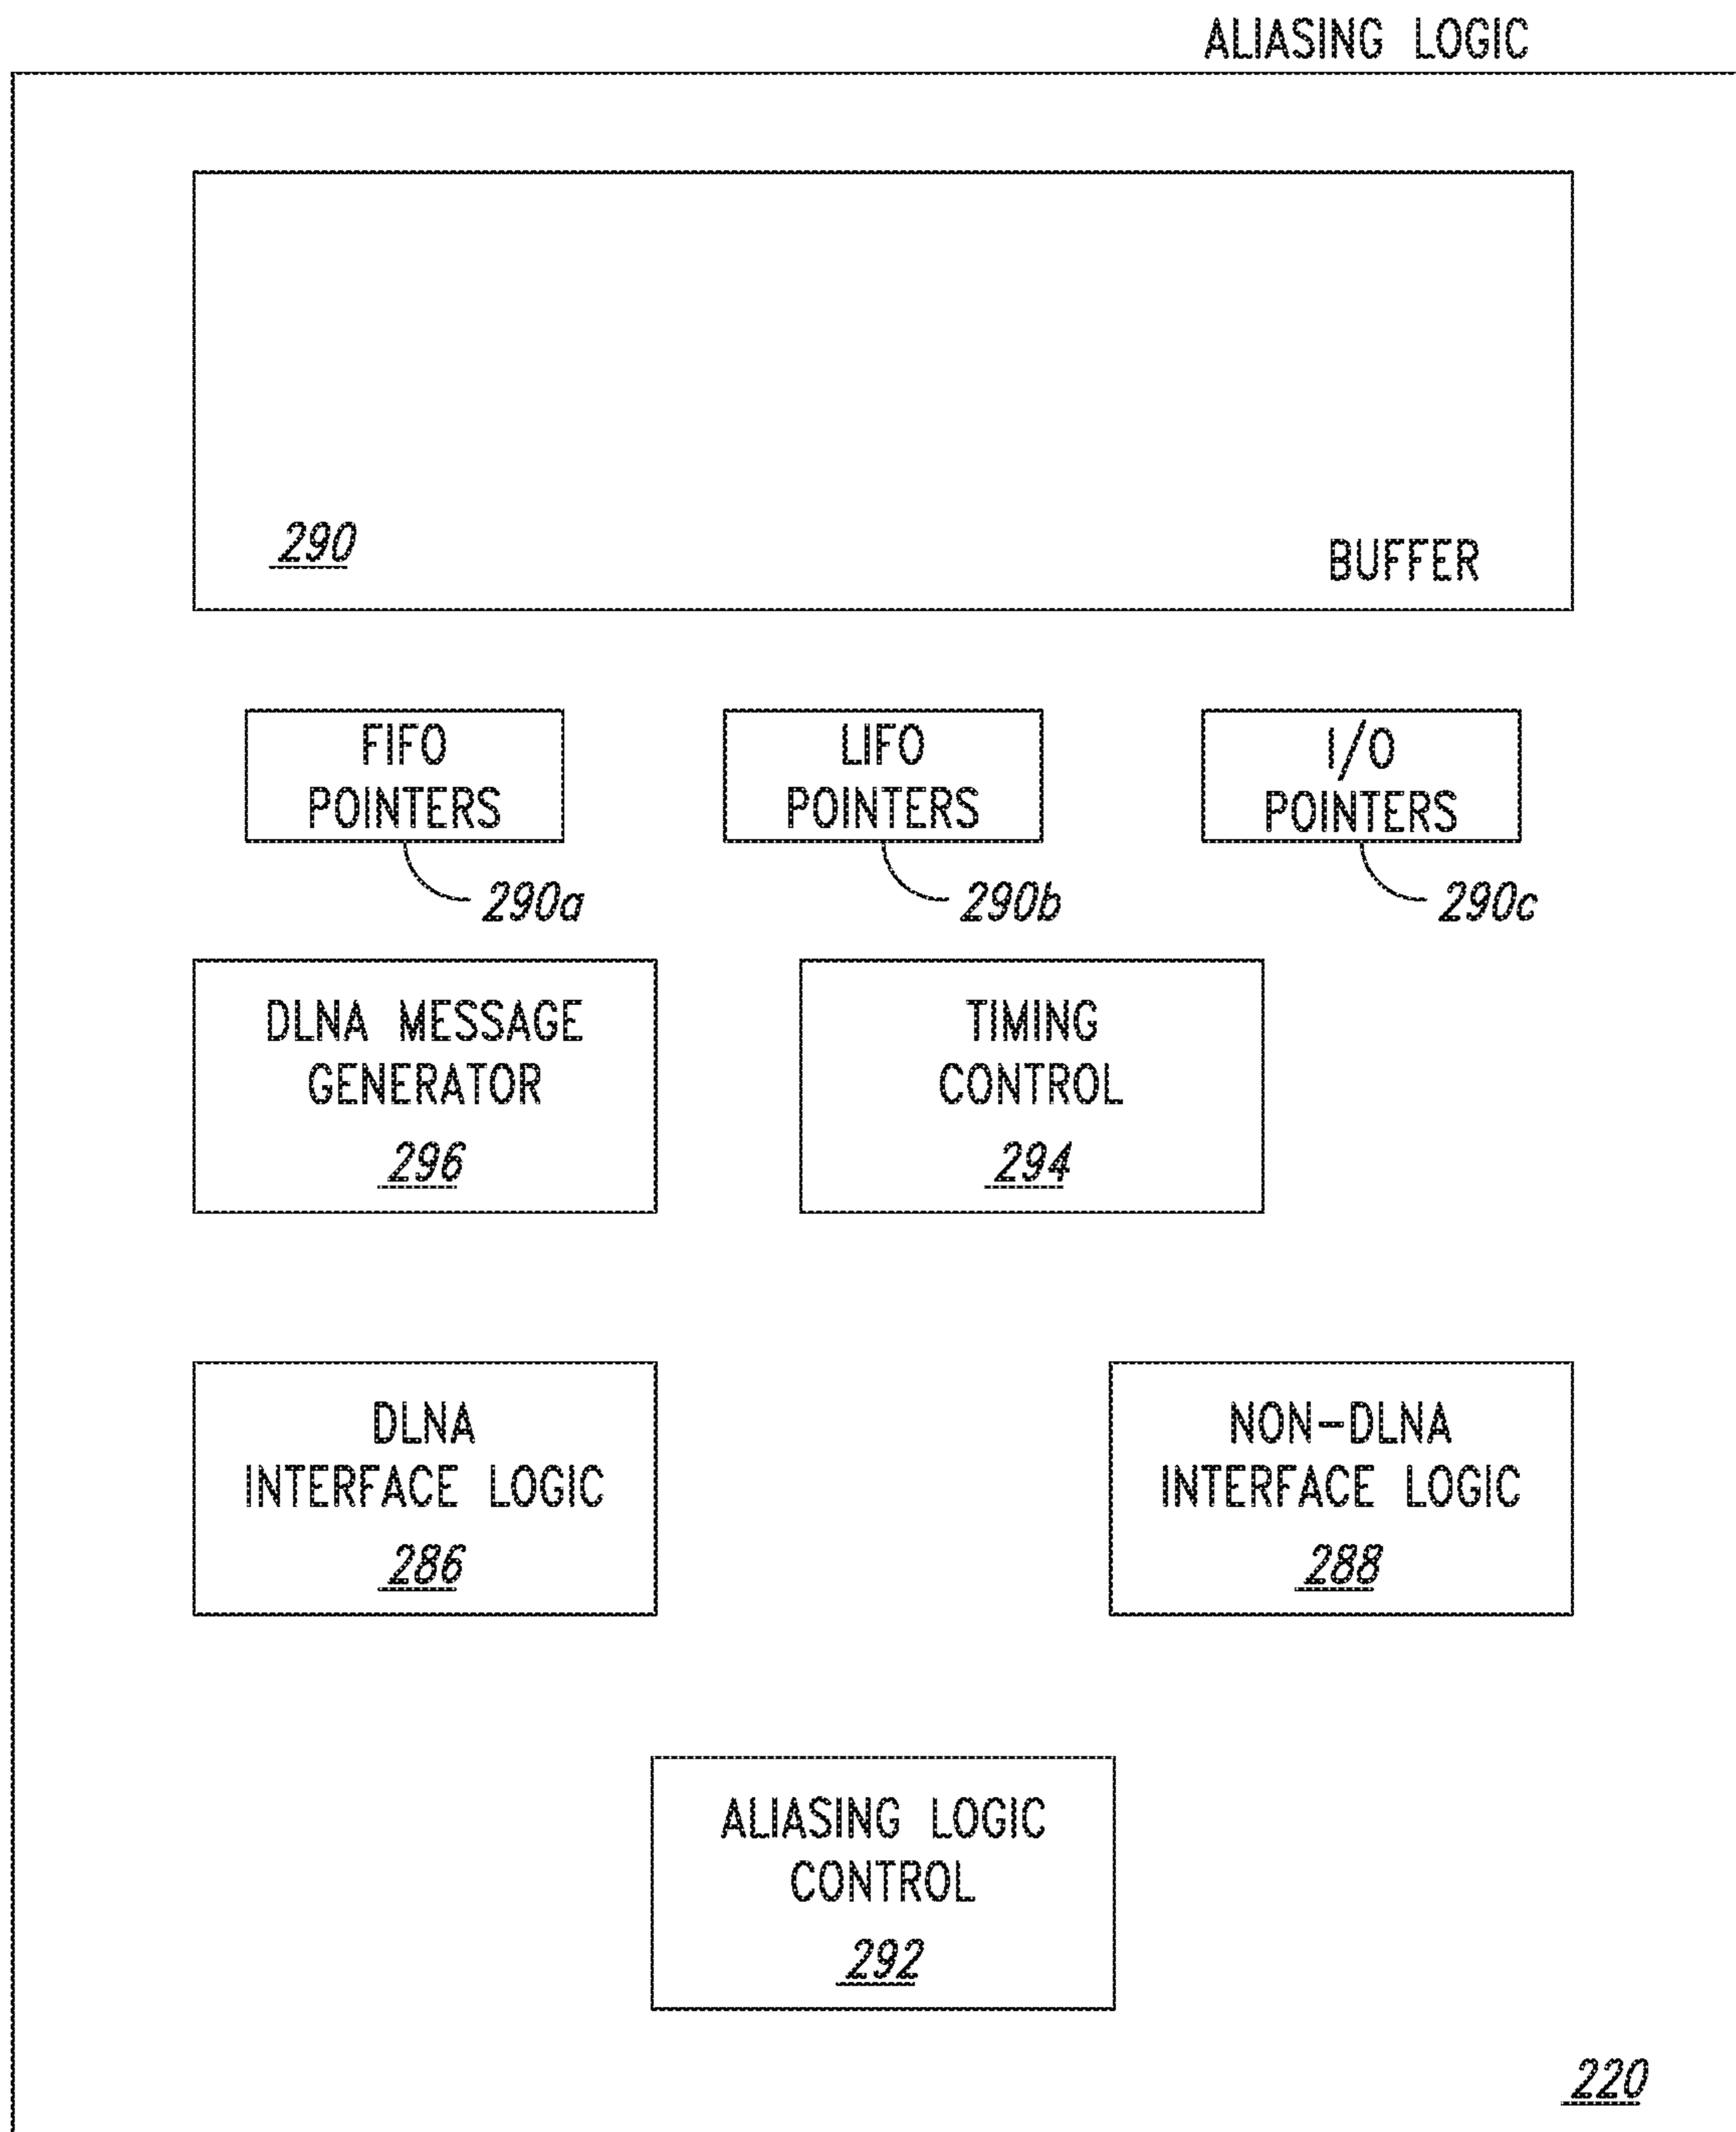 ALIASING LOGIC
290
BUFFER
FIFO
POINTERS
290a
LIFO
POINTERS
290b
I/O
POINTERS
290c
DLNA MESSAGE
GENERATOR
296
TIMING
CONTROL
294
DLNA
INTERFACE LOGIC
286
NON-DLNA
INTERFACE LOGIC
288
ALIASING LOGIC
CONTROL
292
220